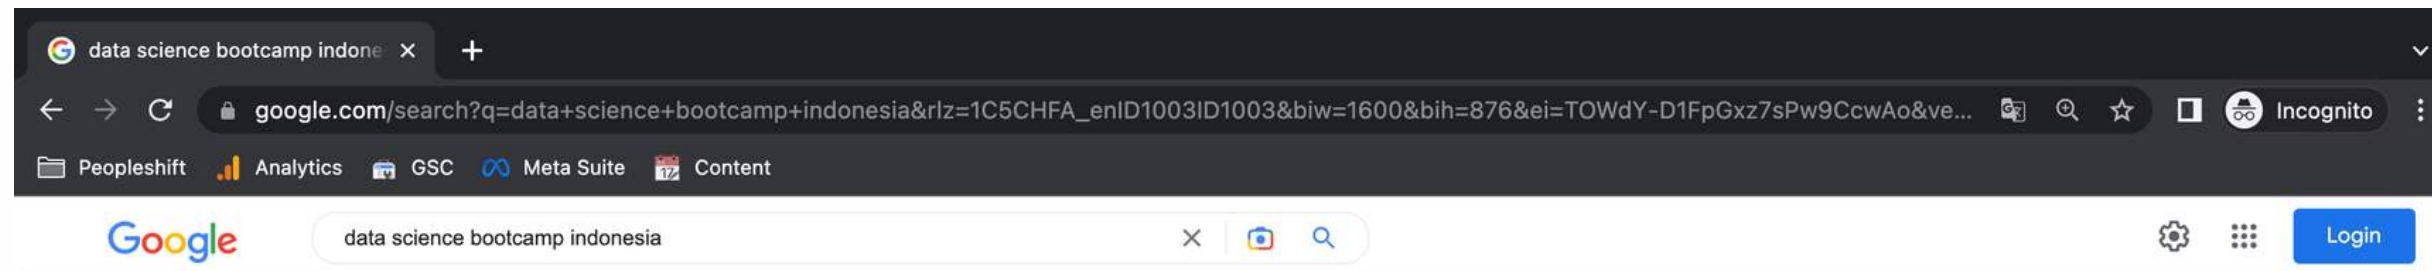 data science bootcamp indone
google.com/search?q=data+science+bootcamp+indonesia&rlz=1C5CHFA_enID1003ID1003&biw=1600&bih=876&ei=TOWdY-D1FpGxz7sPw9CcwAo&ve...
Incognito
Peopleshift Analytics GSC Meta Suite 17 Content
Google data science bootcamp indonesia Login